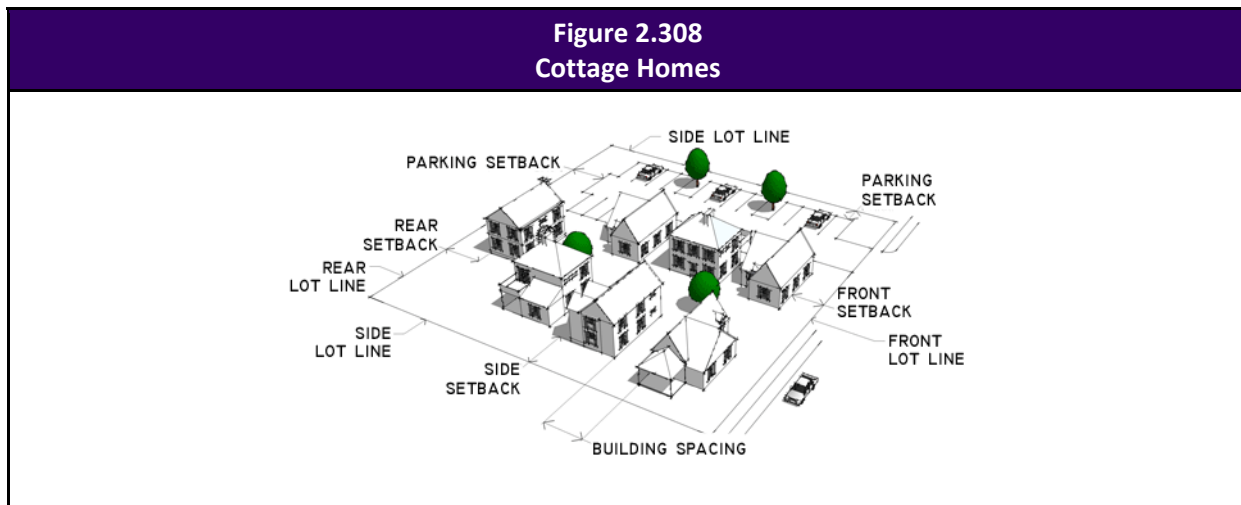 Figure 2.308
Cottage Homes
SIDE LOT LINE
PARKING SETBACK
PARKING
SETBACK
REAR
SETBACK
REAR
LOT LINE
FRONT
SETBACK
SIDE
LOT LINE
FRONT
LOT LINE
SIDE
SETBACK
BUILDING SPACING